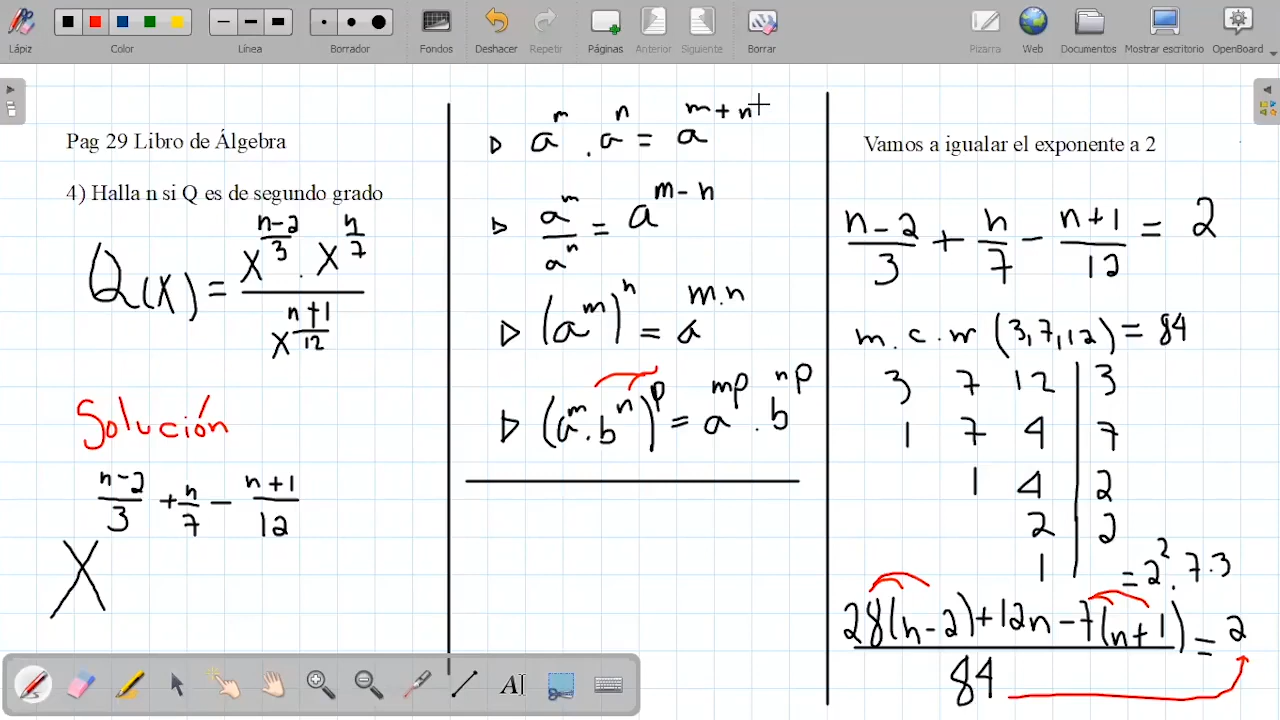 Lápiz Color Línea Borrador Fondos Deshacer Repetir Páginas Anterior Siguiente Borrar Pizarra Web Documentos Mostrar escritorio OpenBoard
Pag 29 Libro de Álgebra
4) Halla n si Q es de segundo grado
Q(x) = (x^((n-2)/3) . x^(n/7)) / x^((n+1)/12)
Solución
x^((n-2)/3 + n/7 - (n+1)/12)
a^m . a^n = a^(m+n)
a^m / a^n = a^(m-n)
(a^m)^n = a^(m.n)
(a^m . b^n)^p = a^(mp) . b^(np)
Vamos a igualar el exponente a 2
(n-2)/3 + n/7 - (n+1)/12 = 2
m.c.m (3,7,12) = 84
3 7 12 | 3
1 7 4 | 7
1 4 | 2
2 | 2
1 | = 2^2 . 7 . 3
(28(n-2) + 12n - 7(n+1)) / 84 = 2
AI